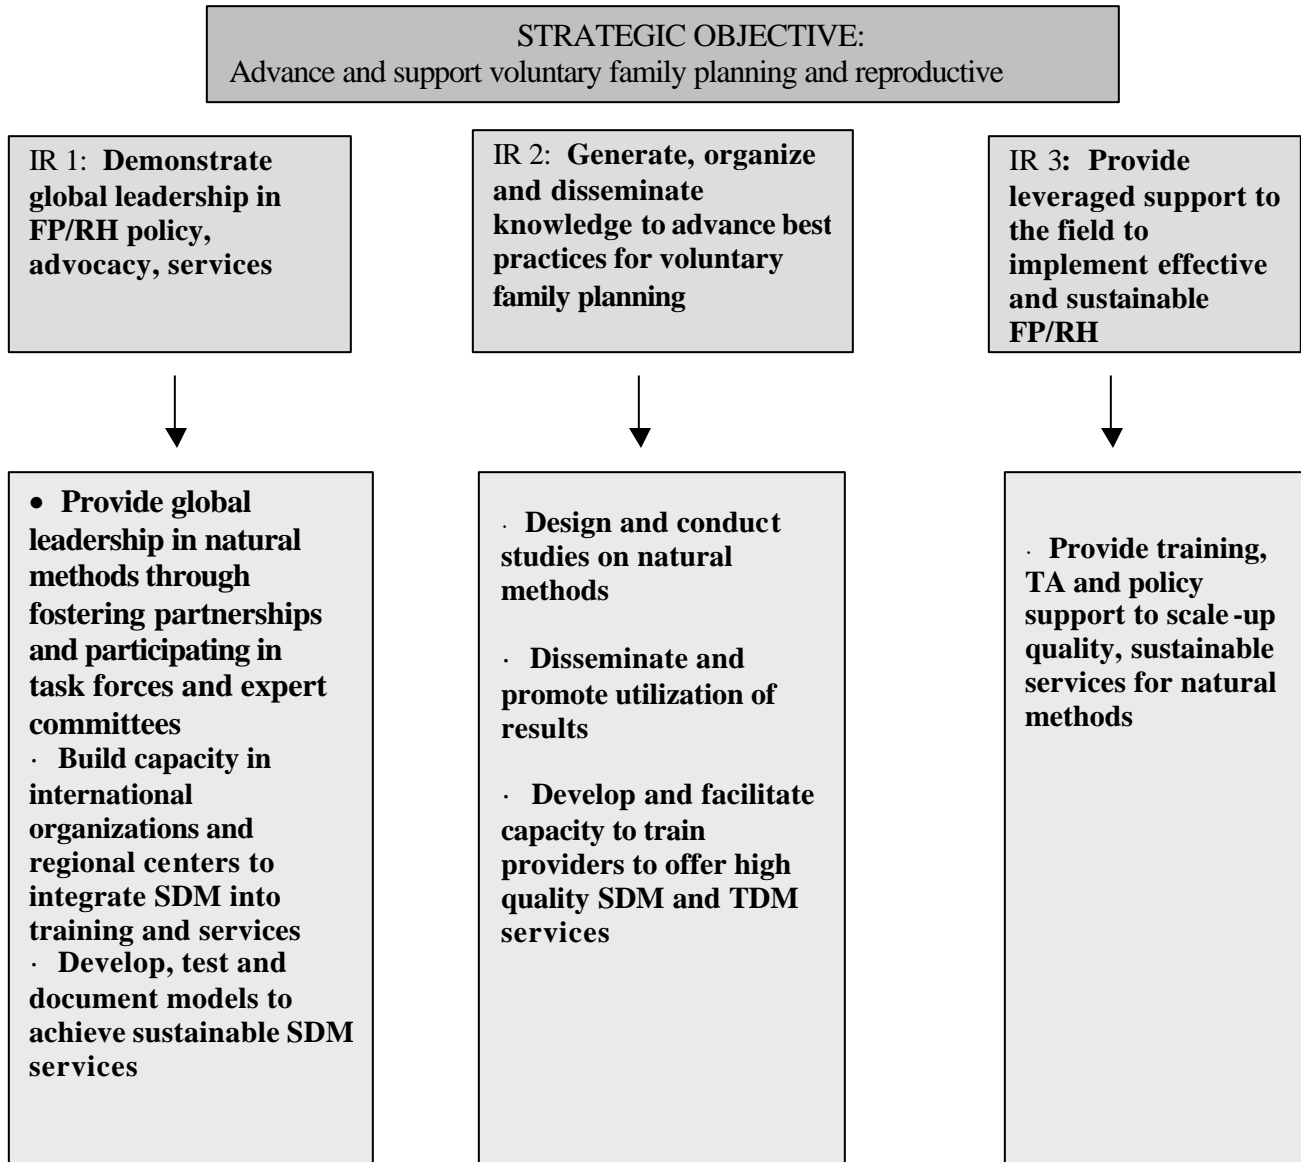 STRATEGIC OBJECTIVE:
Advance and support voluntary family planning and reproductive
IR 1: Demonstrate
global leadership in
FP/RH policy,
advocacy, services
IR 2: Generate, organize
and disseminate
knowledge to advance best
practices for voluntary
family planning
IR 3: Provide
leveraged support to
the field to
implement effective
and sustainable
FP/RH
• Provide global
leadership in natural
methods through
fostering partnerships
and participating in
task forces and expert
committees
· Build capacity in
international
organizations and
regional centers to
integrate SDM into
training and services
· Develop, test and
document models to
achieve sustainable SDM
services
· Design and conduct
studies on natural
methods
· Disseminate and
promote utilization of
results
· Develop and facilitate
capacity to train
providers to offer high
quality SDM and TDM
services
· Provide training,
TA and policy
support to scale-up
quality, sustainable
services for natural
methods